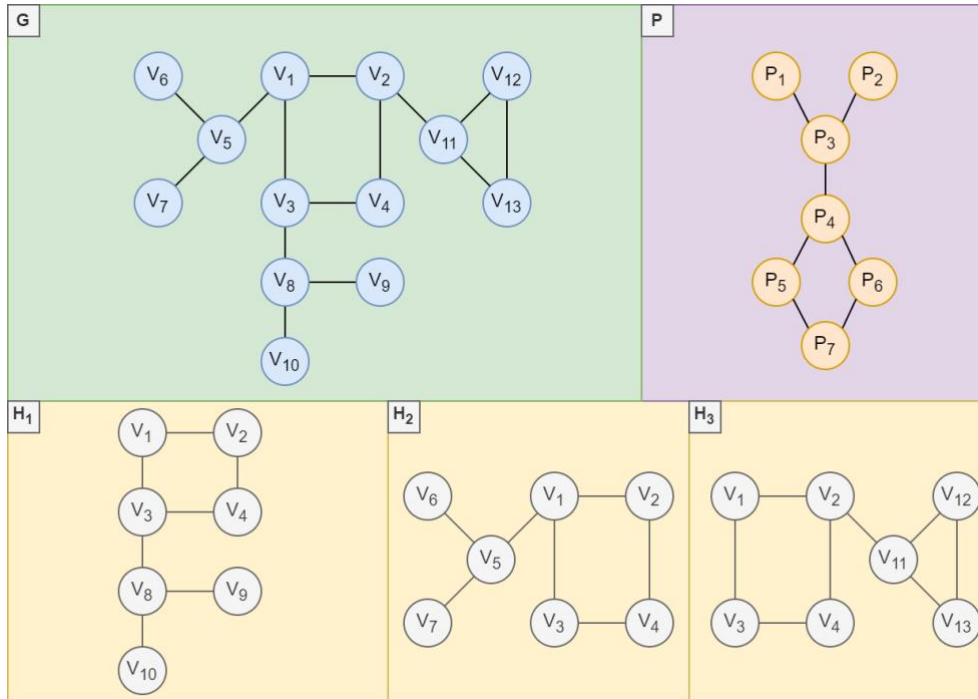 G
P
V6 V1 V2 V12
P1 P2
V5 V11
P3
V7 V3 V4 V13
P4
V8 V9
P5 P6
V10
P7
H1
V1 V2
V3 V4
V8 V9
V10
H2
V6 V1 V2
V5
V7 V3 V4
H3
V1 V2 V12
V11
V3 V4 V13